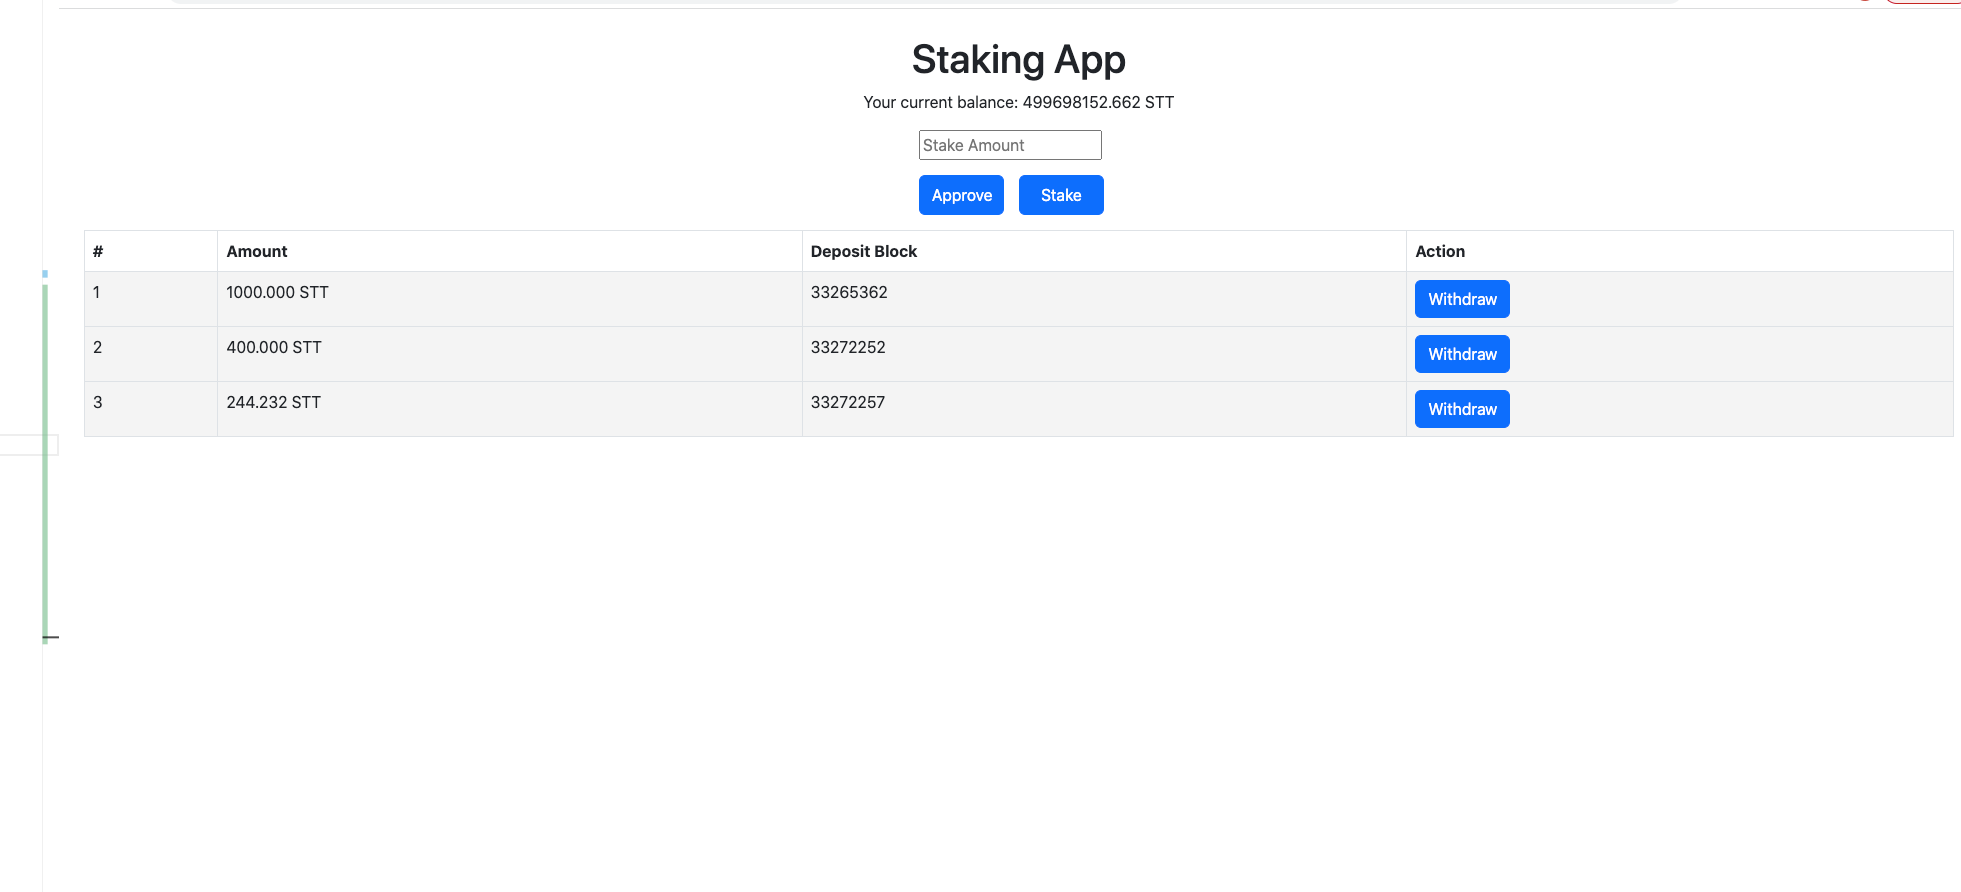 Staking App
Your current balance: 499698152.662 STT
Stake Amount
Approve Stake
# Amount Deposit Block Action
1 1000.000 STT 33265362 Withdraw
2 400.000 STT 33272252 Withdraw
3 244.232 STT 33272257 Withdraw